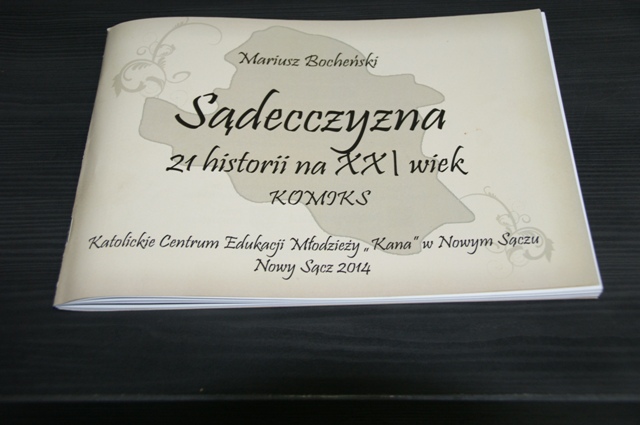 Mariusz Bocheński
Sądecczyzna
21 historii na XXI wiek
KOMIKS
Katolickie Centrum Edukacji Młodzieży „Kana” w Nowym Sączu
Nowy Sącz 2014